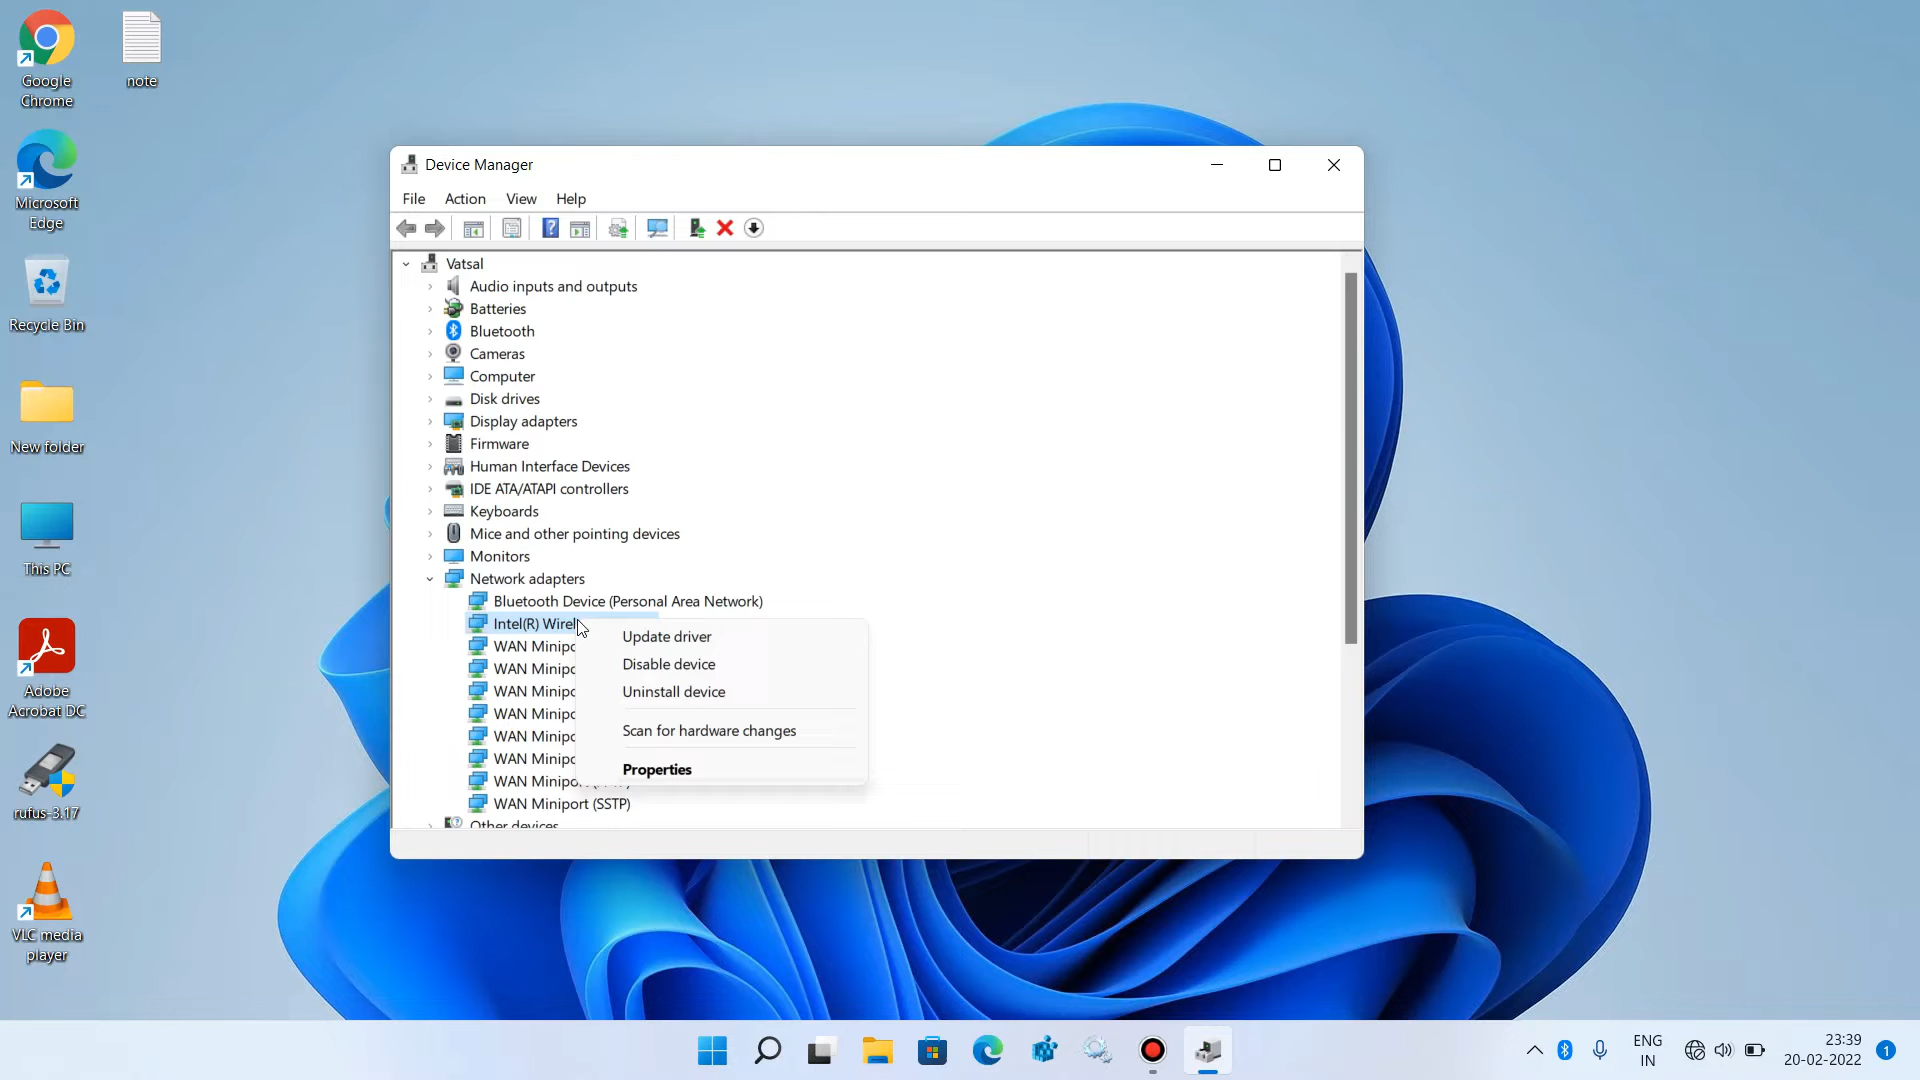 Google
Chrome
note
Microsoft
Edge
Recycle Bin
New folder
This PC
Adobe
Acrobat DC
rufus-3.17
VLC media
player
Device Manager
File Action View Help
Vatsal
Audio inputs and outputs
Batteries
Bluetooth
Cameras
Computer
Disk drives
Display adapters
Firmware
Human Interface Devices
IDE ATA/ATAPI controllers
Keyboards
Mice and other pointing devices
Monitors
Network adapters
Bluetooth Device (Personal Area Network)
Intel(R) Wirel
WAN Minipo
WAN Minipo
WAN Minipo
WAN Minipo
WAN Minipo
WAN Minipo
WAN Miniport
WAN Miniport (SSTP)
Other devices
Update driver
Disable device
Uninstall device
Scan for hardware changes
Properties
ENG
IN
23:39
20-02-2022
1